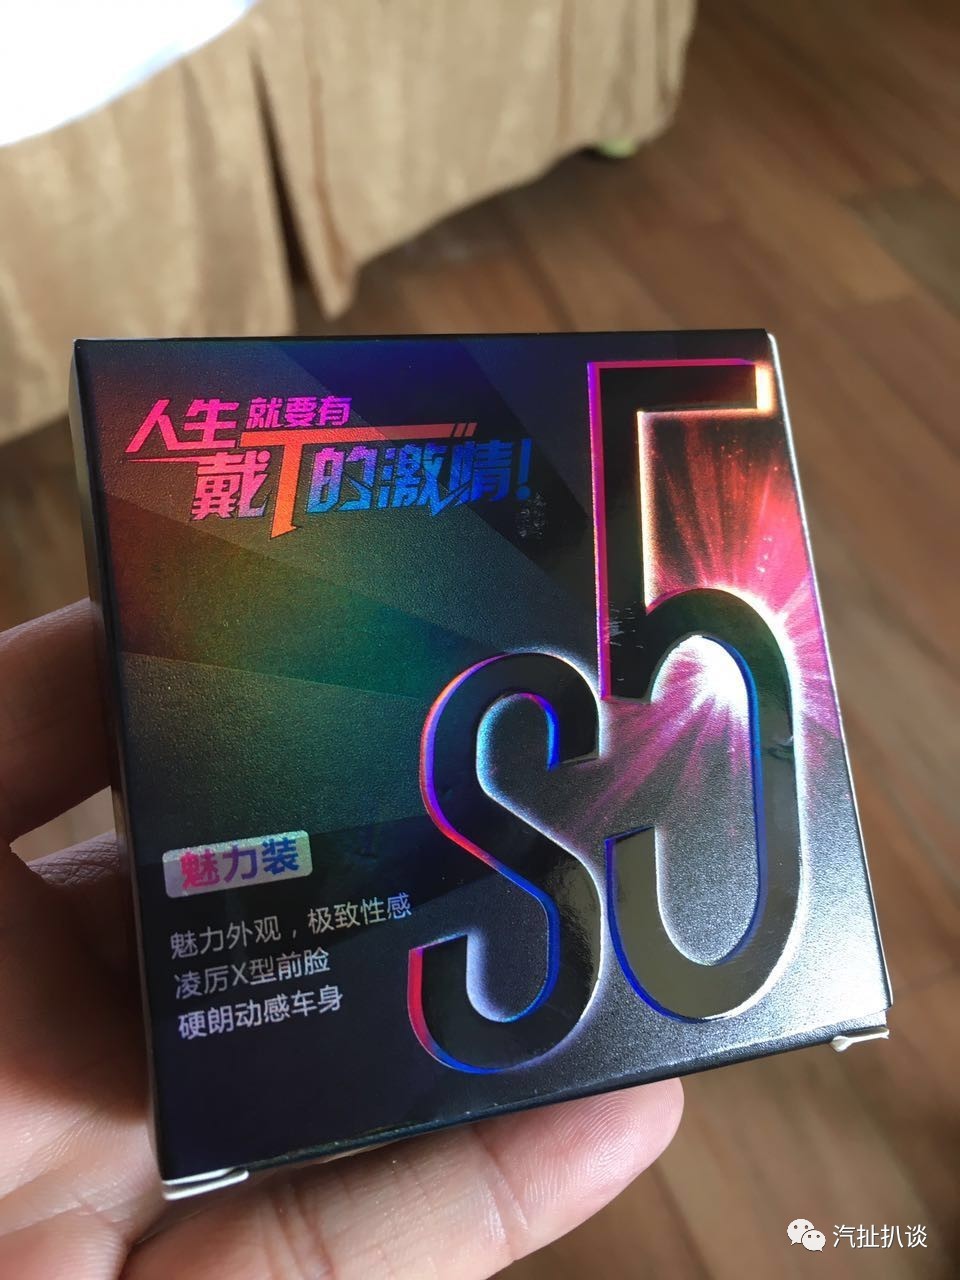 人生就要有
戴T的激情!
S5
魅力装
魅力外观，极致性感
凌厉X型前脸
硬朗动感车身
汽扯扒谈